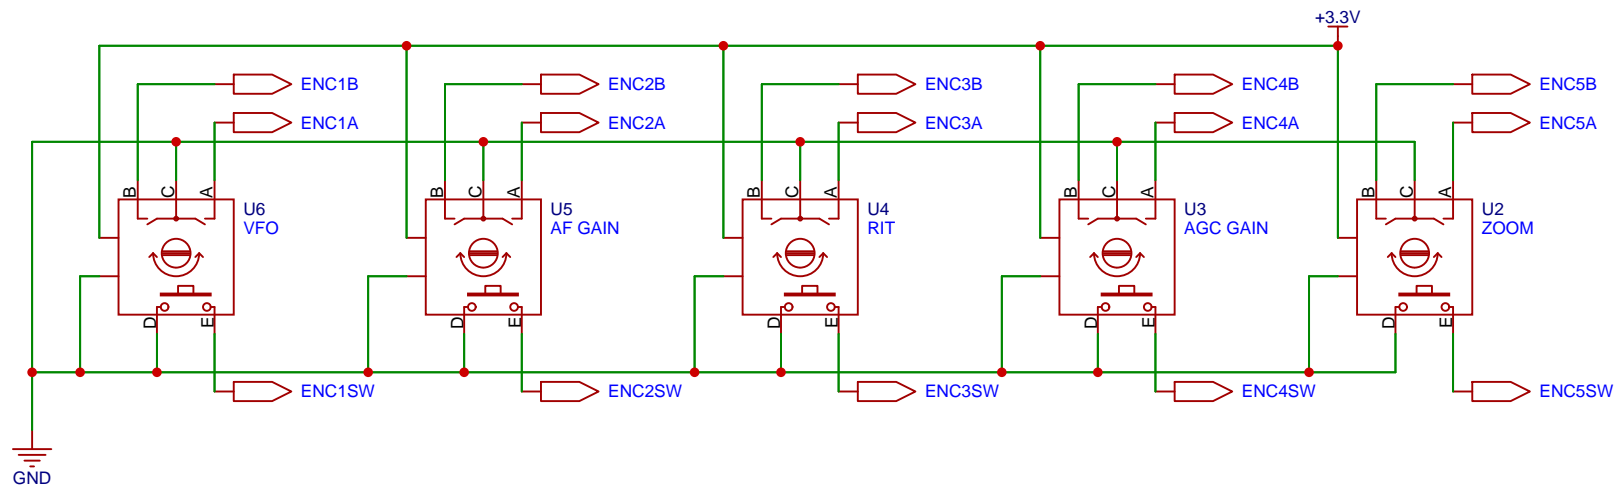 +3.3V
ENC1B
ENC2B
ENC3B
ENC4B
ENC5B
ENC1A
ENC2A
ENC3A
ENC4A
ENC5A
B C A
B C A
B C A
B C A
B C A
U6
VFO
U5
AF GAIN
U4
RIT
U3
AGC GAIN
U2
ZOOM
D E
D E
D E
D E
D E
ENC1SW
ENC2SW
ENC3SW
ENC4SW
ENC5SW
GND